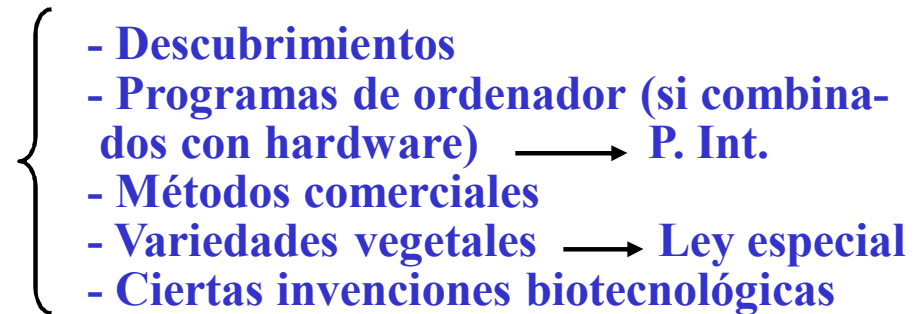 - Descubrimientos
- Programas de ordenador (si combina-
dos con hardware) → P. Int.
- Métodos comerciales
- Variedades vegetales → Ley especial
- Ciertas invenciones biotecnológicas